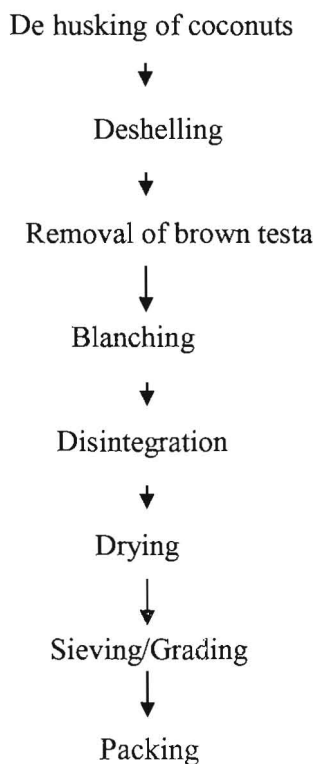 De husking of coconuts
Deshelling
Removal of brown testa
Blanching
Disintegration
Drying
Sieving/Grading
Packing